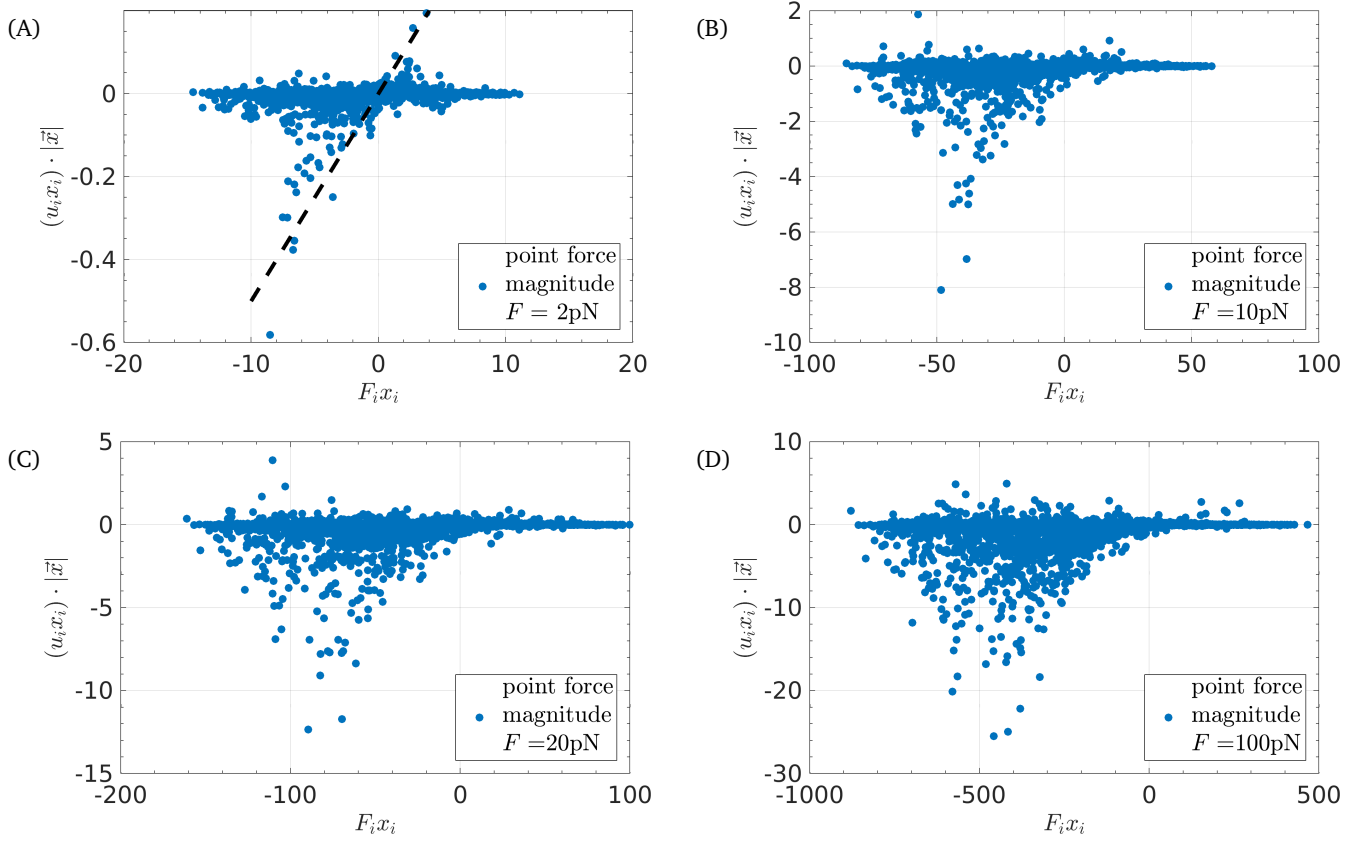 (A)
0
-0.2
-0.4
-0.6
-20
-10
0
10
20
(u_i x_i) · |x⃗|
F_i x_i
point force
magnitude
F = 2pN
(B)
2
0
-2
-4
-6
-8
-10
-100
-50
0
50
100
(u_i x_i) · |x⃗|
F_i x_i
point force
magnitude
F =10pN
(C)
5
0
-5
-10
-15
-200
-100
0
100
(u_i x_i) · |x⃗|
F_i x_i
point force
magnitude
F =20pN
(D)
10
0
-10
-20
-30
-1000
-500
0
500
(u_i x_i) · |x⃗|
F_i x_i
point force
magnitude
F =100pN